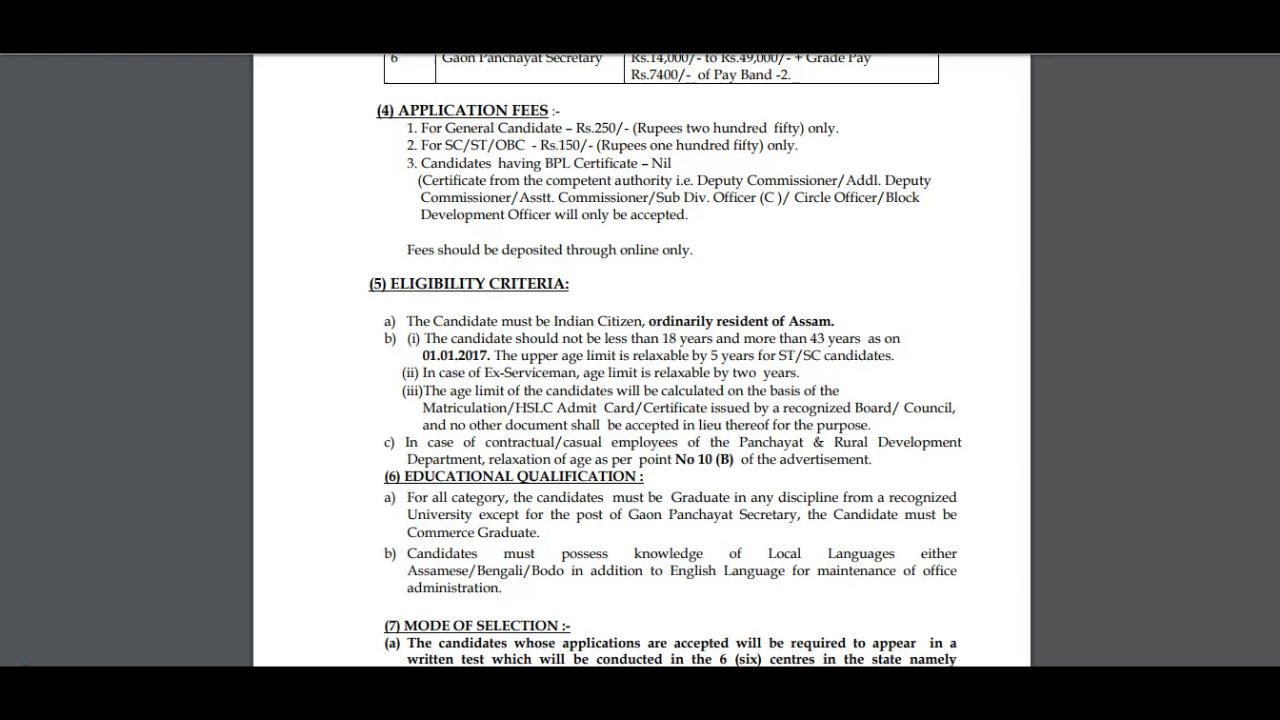 6 Gaon Panchayat Secretary Rs.14,000/- to Rs.49,000/- + Grade Pay
Rs.7400/- of Pay Band -2.
(4) APPLICATION FEES :-
1. For General Candidate – Rs.250/- (Rupees two hundred fifty) only.
2. For SC/ST/OBC - Rs.150/- (Rupees one hundred fifty) only.
3. Candidates having BPL Certificate – Nil
(Certificate from the competent authority i.e. Deputy Commissioner/Addl. Deputy
Commissioner/Asstt. Commissioner/Sub Div. Officer (C )/ Circle Officer/Block
Development Officer will only be accepted.
Fees should be deposited through online only.
(5) ELIGIBILITY CRITERIA:
a) The Candidate must be Indian Citizen, ordinarily resident of Assam.
b) (i) The candidate should not be less than 18 years and more than 43 years as on
01.01.2017. The upper age limit is relaxable by 5 years for ST/SC candidates.
(ii) In case of Ex-Serviceman, age limit is relaxable by two years.
(iii)The age limit of the candidates will be calculated on the basis of the
Matriculation/HSLC Admit Card/Certificate issued by a recognized Board/ Council,
and no other document shall be accepted in lieu thereof for the purpose.
c) In case of contractual/casual employees of the Panchayat & Rural Development
Department, relaxation of age as per point No 10 (B) of the advertisement.
(6) EDUCATIONAL QUALIFICATION :
a) For all category, the candidates must be Graduate in any discipline from a recognized
University except for the post of Gaon Panchayat Secretary, the Candidate must be
Commerce Graduate.
b) Candidates must possess knowledge of Local Languages either
Assamese/Bengali/Bodo in addition to English Language for maintenance of office
administration.
(7) MODE OF SELECTION :-
(a) The candidates whose applications are accepted will be required to appear in a
written test which will be conducted in the 6 (six) centres in the state namely